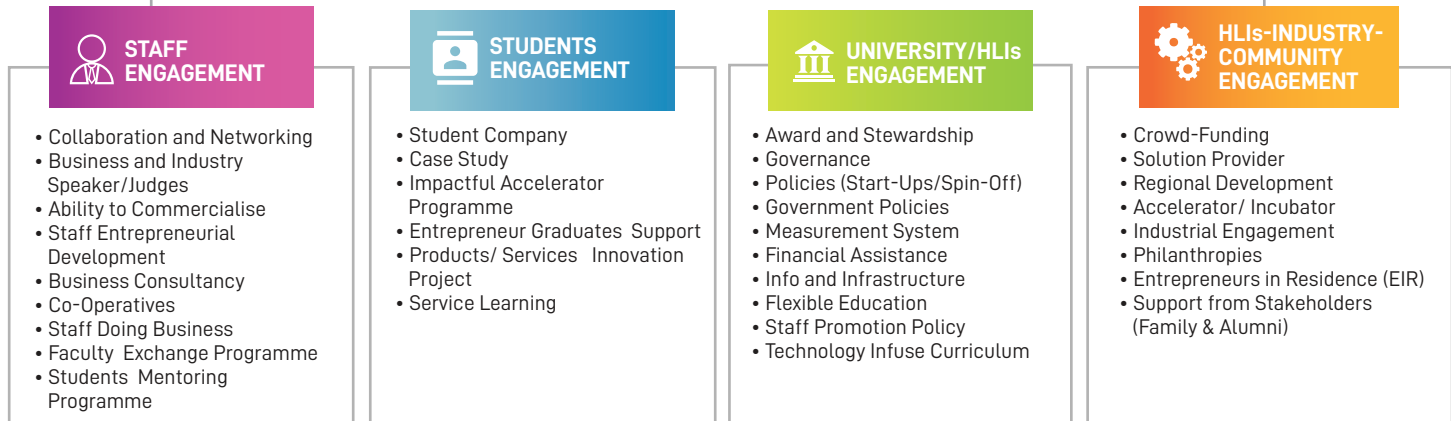 STAFF
ENGAGEMENT
• Collaboration and Networking
• Business and Industry
Speaker/Judges
• Ability to Commercialise
• Staff Entrepreneurial
Development
• Business Consultancy
• Co-Operatives
• Staff Doing Business
• Faculty Exchange Programme
• Students Mentoring
Programme
STUDENTS
ENGAGEMENT
• Student Company
• Case Study
• Impactful Accelerator
Programme
• Entrepreneur Graduates Support
• Products/ Services Innovation
Project
• Service Learning
UNIVERSITY/HLIs
ENGAGEMENT
• Award and Stewardship
• Governance
• Policies (Start-Ups/Spin-Off)
• Government Policies
• Measurement System
• Financial Assistance
• Info and Infrastructure
• Flexible Education
• Staff Promotion Policy
• Technology Infuse Curriculum
HLIs-INDUSTRY-
COMMUNITY
ENGAGEMENT
• Crowd-Funding
• Solution Provider
• Regional Development
• Accelerator/ Incubator
• Industrial Engagement
• Philanthropies
• Entrepreneurs in Residence (EIR)
• Support from Stakeholders
(Family & Alumni)